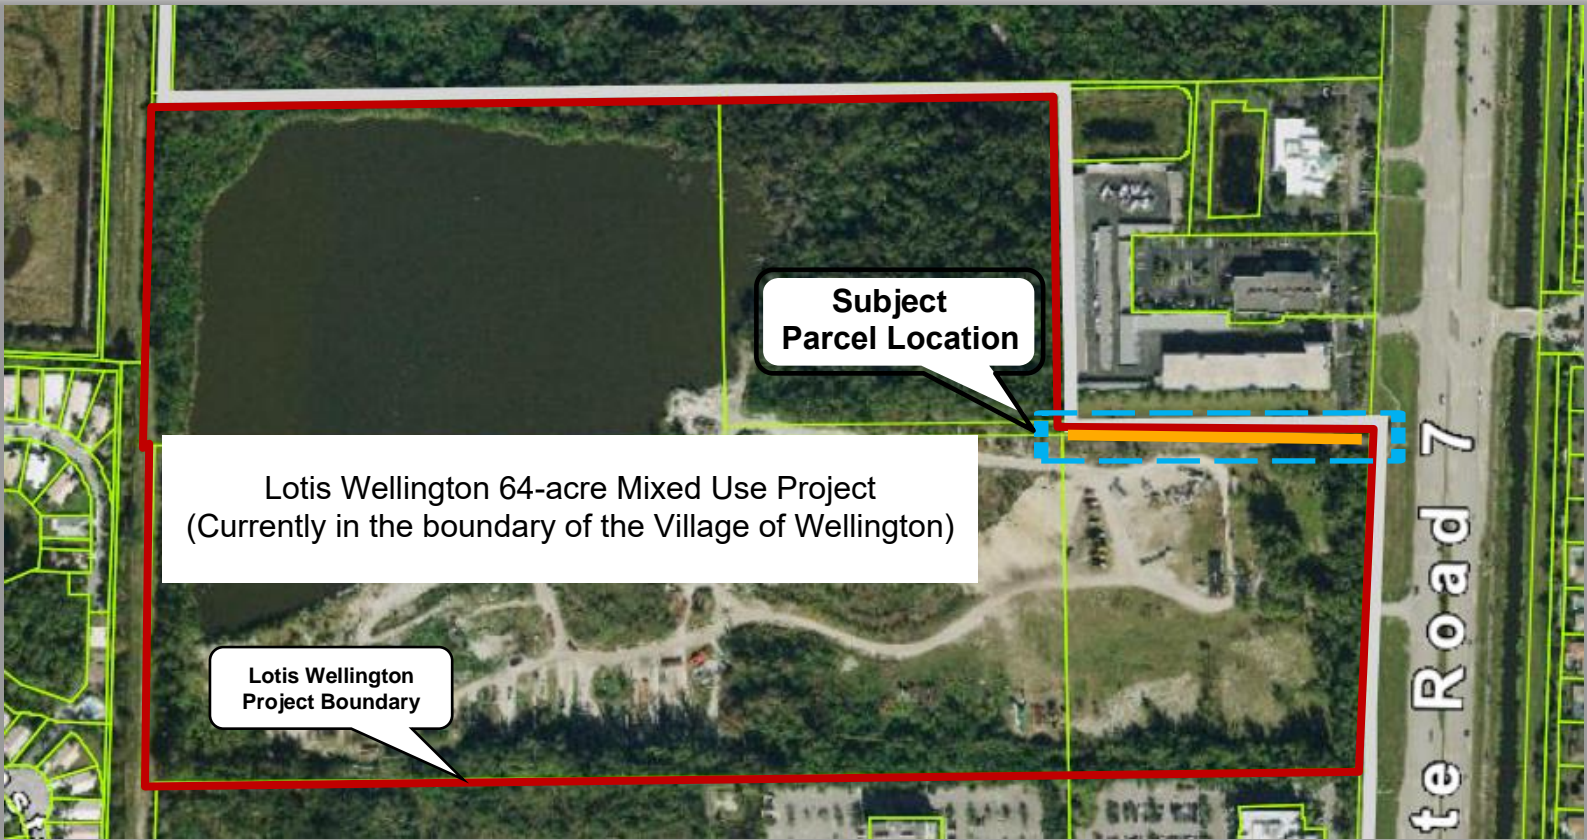 Subject
Parcel Location
Lotis Wellington 64-acre Mixed Use Project
(Currently in the boundary of the Village of Wellington)
Lotis Wellington
Project Boundary
te Road 7